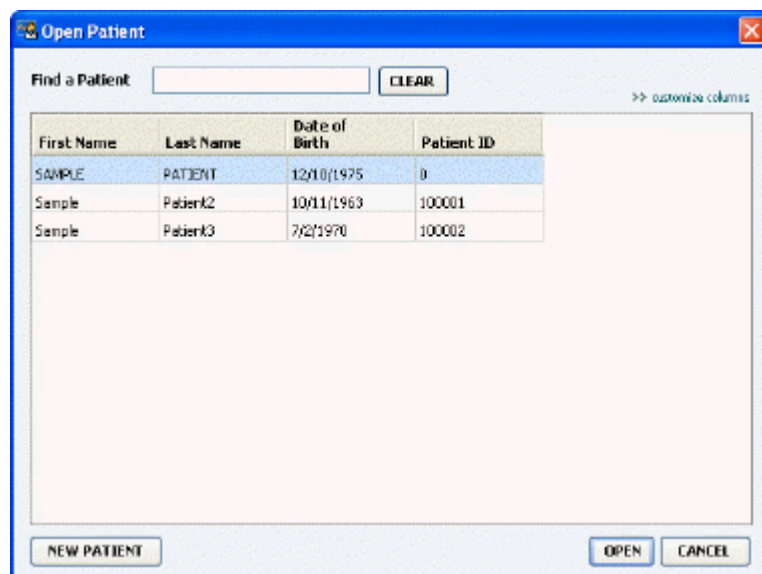 Open Patient
Find a Patient CLEAR
>> customize columns
First Name Last Name Date of Birth Patient ID
SAMPLE PATIENT 12/10/1975 0
Sample Patient2 10/11/1963 100001
Sample Patient3 7/2/1970 100002
NEW PATIENT OPEN CANCEL